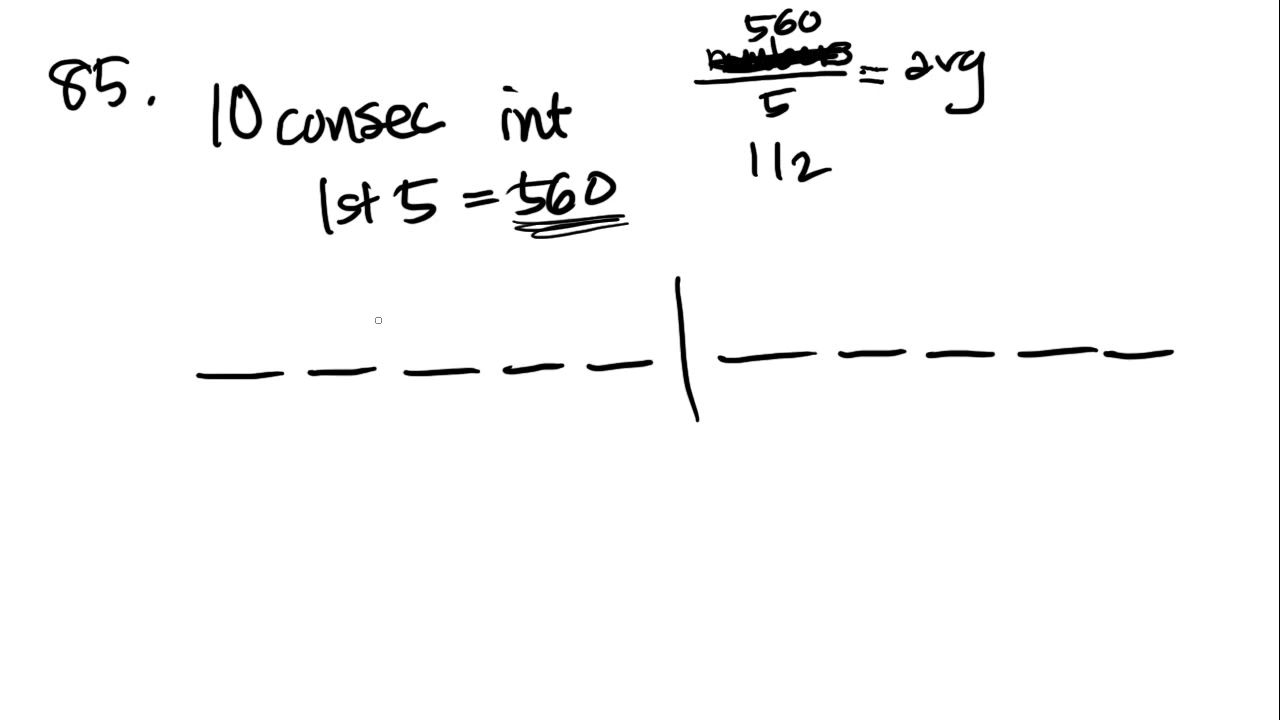 85.
10 consec int
1st 5 = 560
560
5
= avg
112